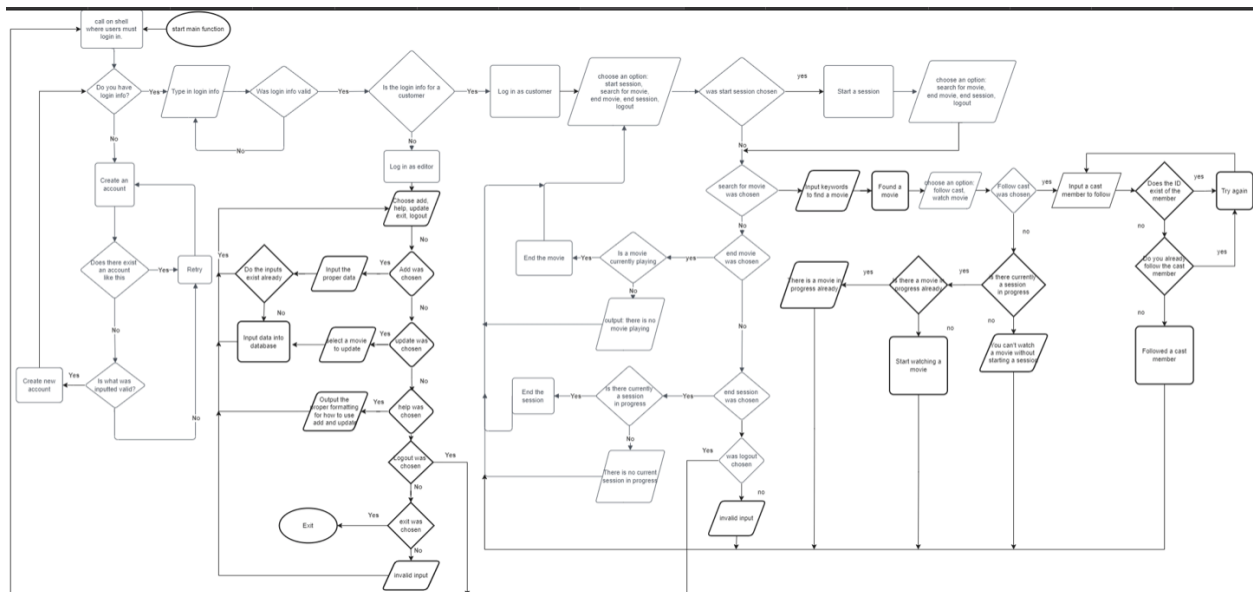 call on shell
where users must
login in.
start main function
Do you have
login info?
Yes
Type in login info
Was login info valid
Yes
No
Is the login info for a
customer
Yes
Log in as customer
choose an option:
start session,
search for movie,
end movie, end session,
logout
was start session chosen
yes
Start a session
choose an option:
search for movie,
end movie, end session,
logout
No
Create an
account
Does there exist
an account
like this
Yes
Retry
Is what was
inputted valid?
Yes
Create new
account
No
No
Log in as editor
Choose add,
help, update
exit, logout
No
Add was
chosen
Yes
Input the
proper data
Do the inputs
exist already
Yes
No
Input data into
database
No
update was
chosen
Yes
select a movie
to update
No
help was
chosen
Yes
Output the
proper formatting
for how to use
add and update
Logout was
chosen
Yes
No
exit was
chosen
Yes
Exit
No
invalid input
No
search for movie
was chosen
Input keywords
to find a movie
Found a
movie
choose an option:
follow cast,
watch movie
Follow cast
was chosen
yes
Input a cast
member to follow
Does the ID
exist of the
member
yes
Try again
no
Do you already
follow the cast
member
yes
no
Followed a cast
member
no
Is there currently
a session
in progress
yes
Is there a movie in
progress already
yes
There is a movie in
progress already
no
Start watching a
movie
no
You can't watch
a movie without
starting a session
end movie
was chosen
yes
Is a movie
currently playing
Yes
End the movie
No
output: there is no
movie playing
No
end session
was chosen
Yes
Is there currently
a session
in progress
Yes
End the
session
No
There is no current
session in progress
No
was logout
chosen
Yes
no
invalid input